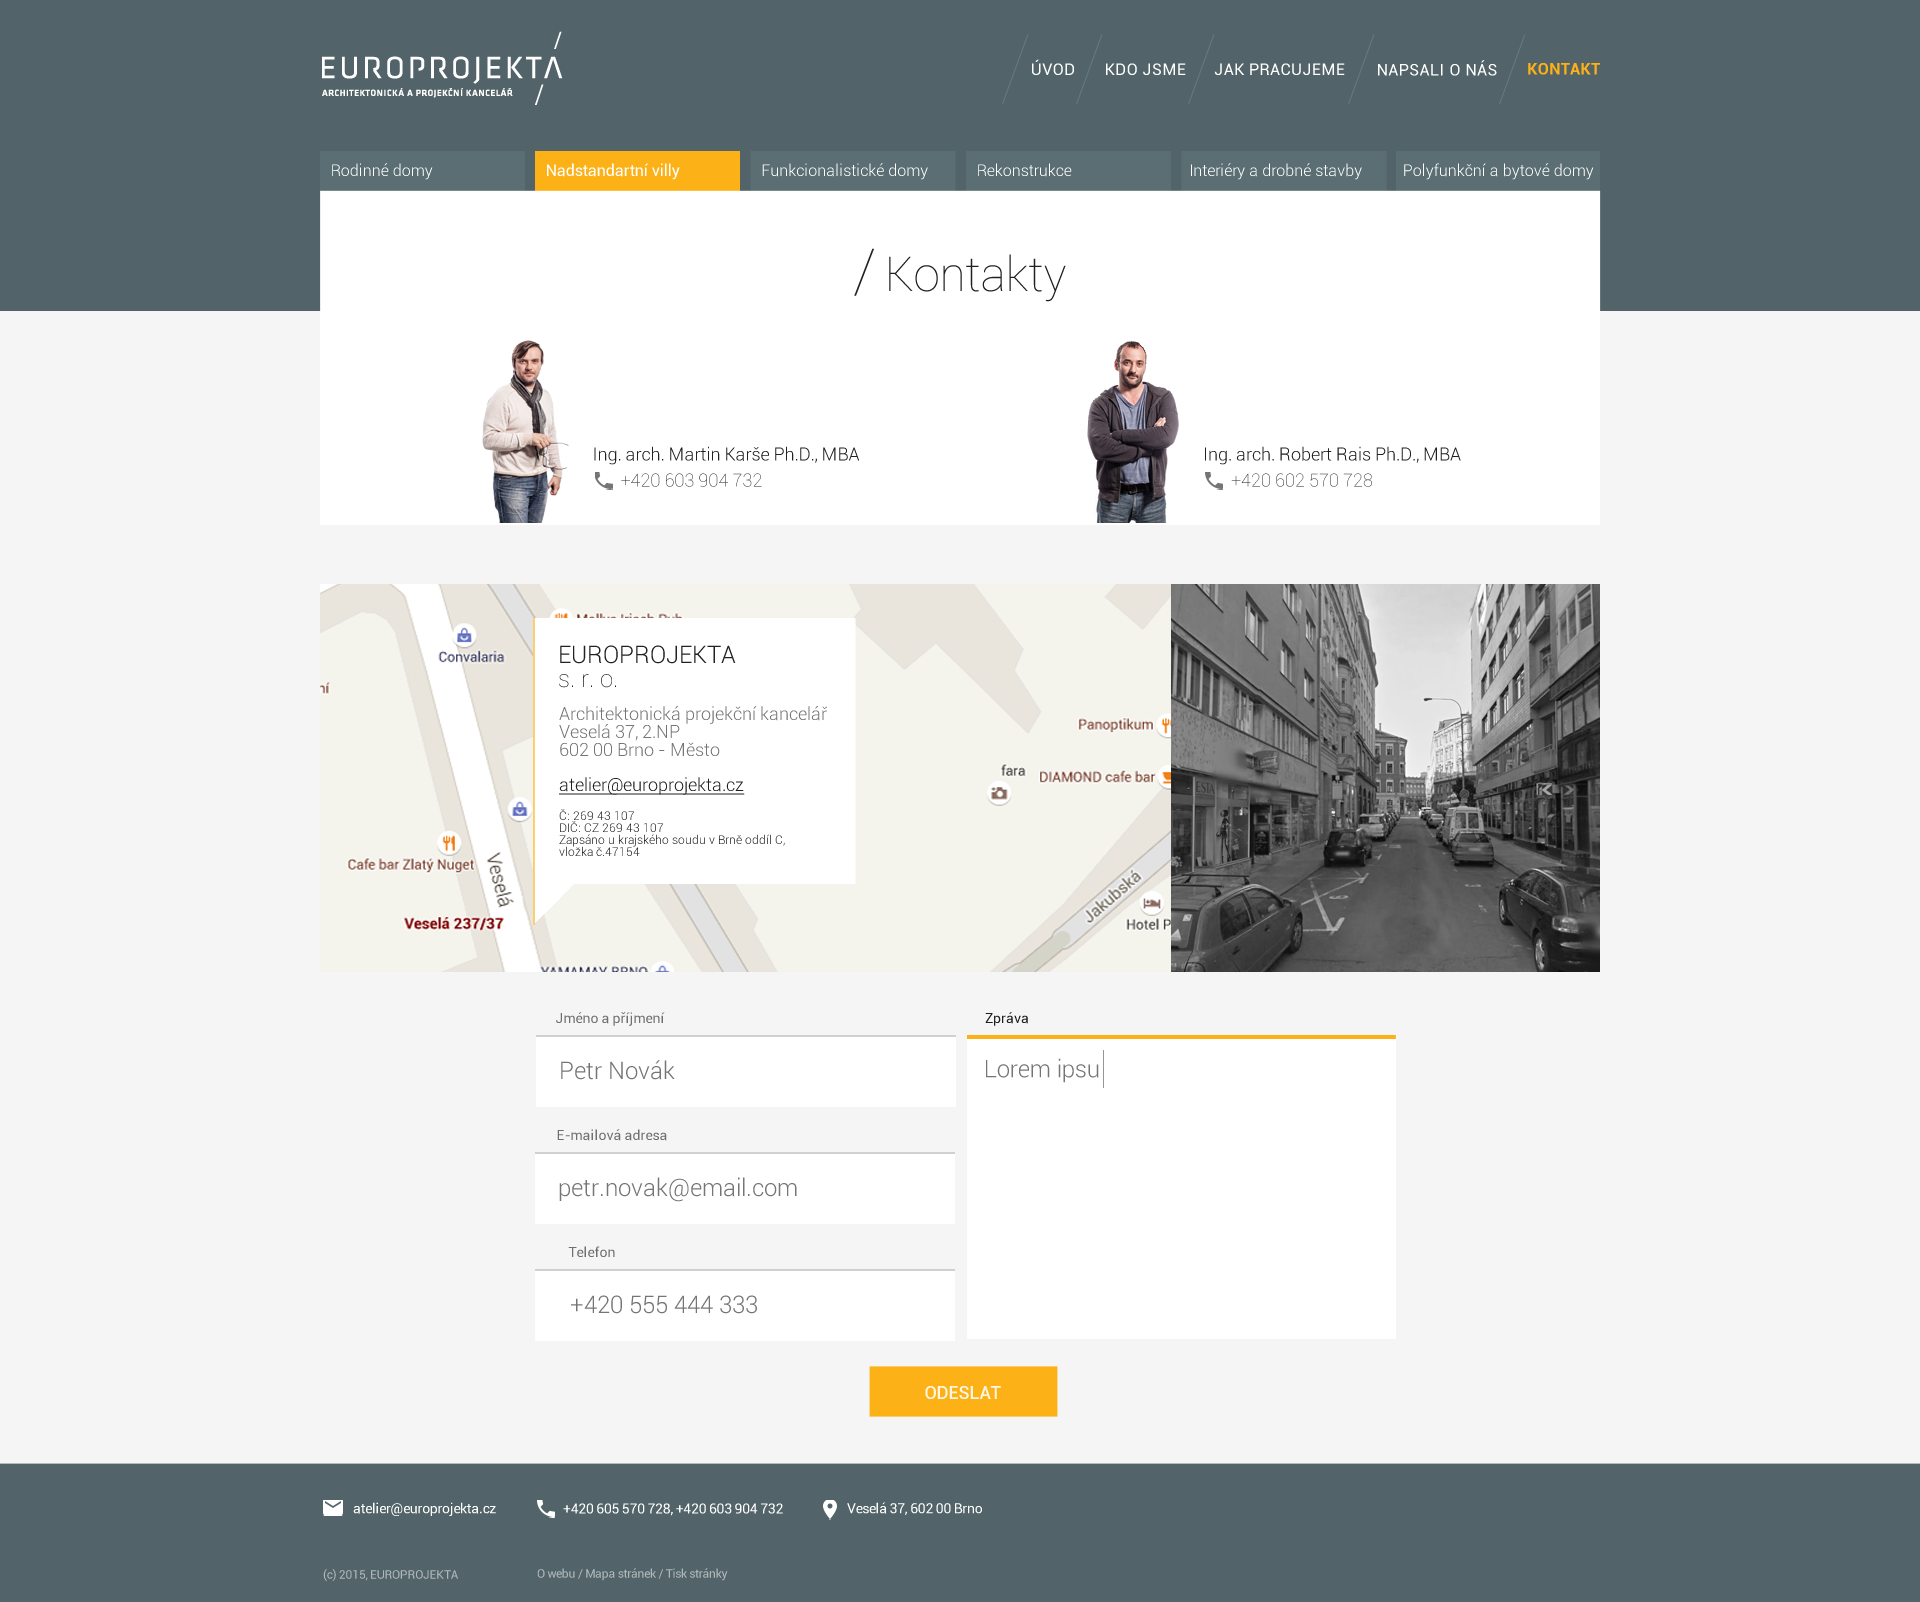 EUROPROJEKTA
ARCHITEKTONICKÁ A PROJEKČNÍ KANCELÁŘ
ÚVOD
KDO JSME
JAK PRACUJEME
NAPSALI O NÁS
KONTAKT
Rodinné domy
Nadstandartní villy
Funkcionalistické domy
Rekonstrukce
Interiéry a drobné stavby
Polyfunkční a bytové domy
/ Kontakty
Ing. arch. Martin Karše Ph.D., MBA
+420 603 904 732
Ing. arch. Robert Rais Ph.D., MBA
+420 602 570 728
Convalaria
ní
EUROPROJEKTA
s. r. o.
Architektonická projekční kancelář
Veselá 37, 2.NP
602 00 Brno - Město
atelier@europrojekta.cz
Č: 269 43 107
DIČ: CZ 269 43 107
Zapsáno u krajského soudu v Brně oddíl C,
vložka č.47154
Panoptikum
fara
DIAMOND cafe bar
Cafe bar Zlatý Nuget
Veselá
Veselá 237/37
Jakubská
Hotel P
YAMAMAY BRNO
Jméno a příjmení
Petr Novák
E-mailová adresa
petr.novak@email.com
Telefon
+420 555 444 333
Zpráva
Lorem ipsu
ODESLAT
atelier@europrojekta.cz
+420 605 570 728, +420 603 904 732
Veselá 37, 602 00 Brno
(c) 2015, EUROPROJEKTA
O webu / Mapa stránek / Tisk stránky